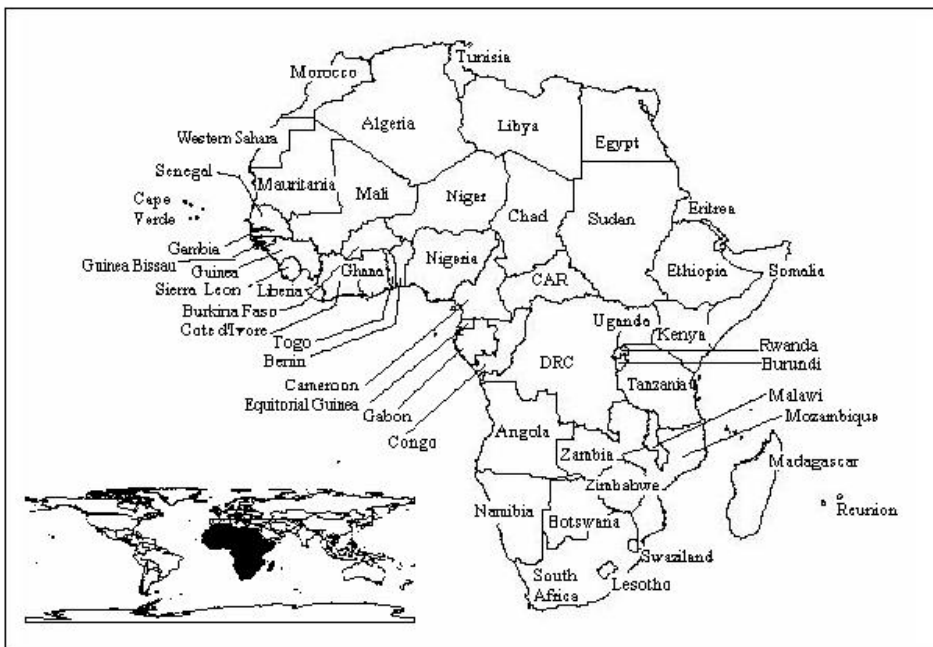 Tunisia
Morocco
Algeria
Libya
Egypt
Western Sahara
Senegal
Mauritania
Mali
Niger
Chad
Sudan
Eritrea
Cape
Verde
Gambia
Guinea Bissau
Guinea
Sierra Leon
Liberia
Ghana
Nigeria
CAR
Ethiopia
Somalia
Burkina Faso
Cote d'Ivore
Togo
Benin
Uganda
Kenya
Rwanda
Burundi
Cameroon
Equitorial Guinea
Gabon
Congo
DRC
Tanzania
Malawi
Mozambique
Angola
Zambia
Madagascar
Zimbabwe
Namibia
Botswana
Reunion
Swaziland
South
Africa
Lesotho